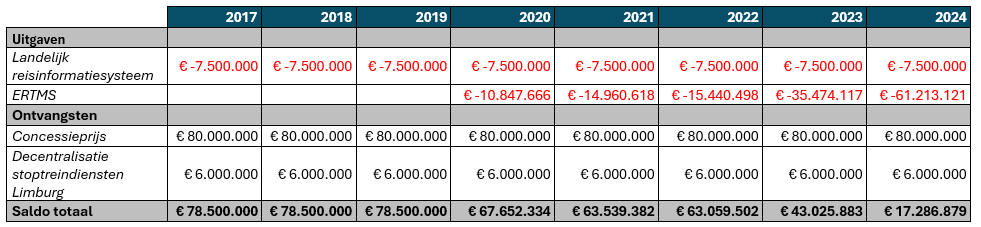 2017 2018 2019 2020 2021 2022 2023 2024
Uitgaven
Landelijk
reisinformatiesysteem € -7.500.000 € -7.500.000 € -7.500.000 € -7.500.000 € -7.500.000 € -7.500.000 € -7.500.000 € -7.500.000
ERTMS € -10.847.666 € -14.960.618 € -15.440.498 € -35.474.117 € -61.213.121
Ontvangsten
Concessieprijs € 80.000.000 € 80.000.000 € 80.000.000 € 80.000.000 € 80.000.000 € 80.000.000 € 80.000.000 € 80.000.000
Decentralisatie
stoptreindiensten € 6.000.000 € 6.000.000 € 6.000.000 € 6.000.000 € 6.000.000 € 6.000.000 € 6.000.000 € 6.000.000
Limburg
Saldo totaal € 78.500.000 € 78.500.000 € 78.500.000 € 67.652.334 € 63.539.382 € 63.059.502 € 43.025.883 € 17.286.879